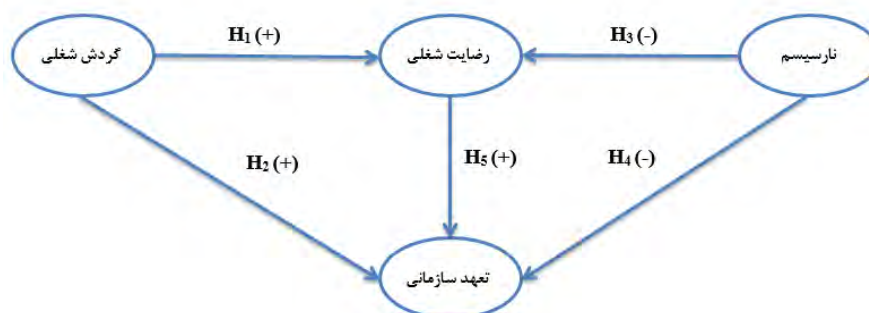 گردش شغلی
H₁ (+)
رضایت شغلی
H₃ (-)
نارسیسم
H₂ (+)
H₅ (+)
H₄ (-)
تعهد سازمانی